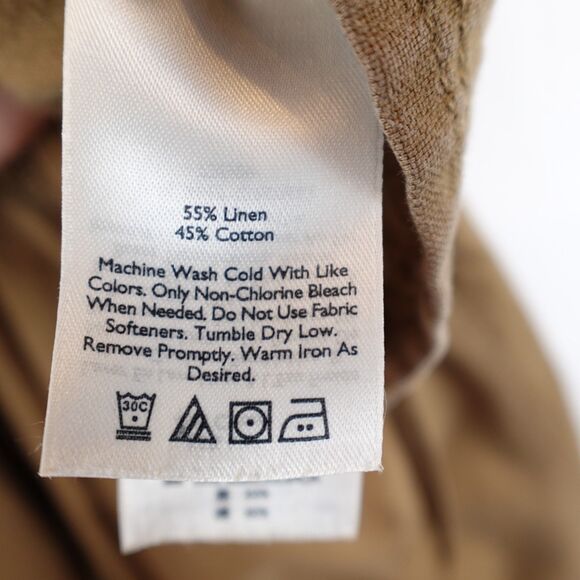 55% Linen
45% Cotton
Machine Wash Cold With Like
Colors. Only Non-Chlorine Bleach
When Needed. Do Not Use Fabric
Softeners. Tumble Dry Low.
Remove Promptly. Warm Iron As
Desired.
30C